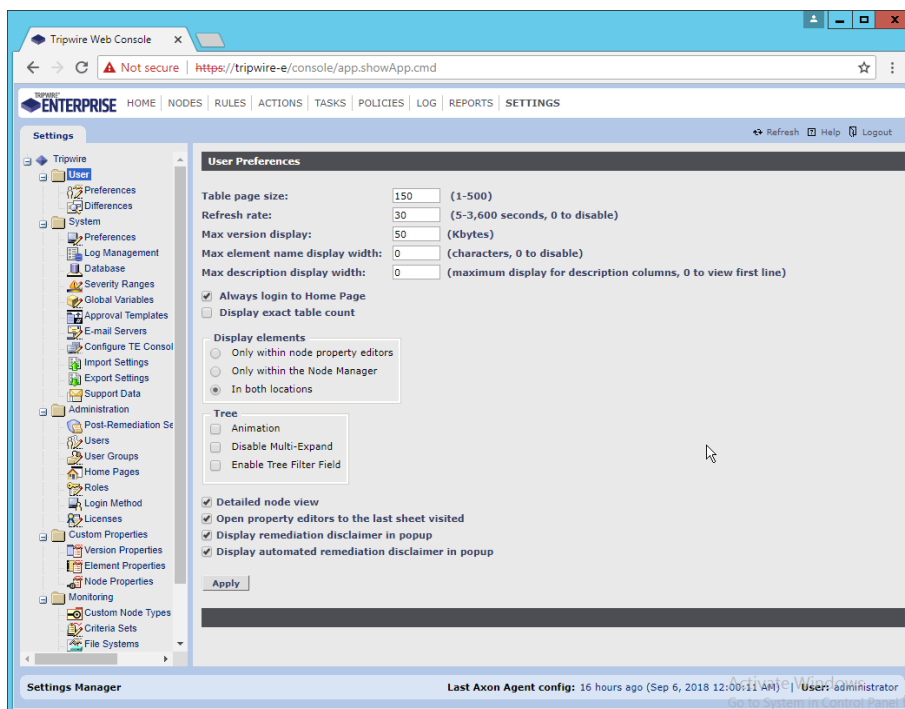 Tripwire Web Console
Not secure https://tripwire-e/console/app.showApp.cmd
TRIPWIRE ENTERPRISE HOME NODES RULES ACTIONS TASKS POLICIES LOG REPORTS SETTINGS
Settings
Refresh Help Logout
Tripwire
User
Preferences
Differences
System
Preferences
Log Management
Database
Severity Ranges
Global Variables
Approval Templates
E-mail Servers
Configure TE Consol
Import Settings
Export Settings
Support Data
Administration
Post-Remediation Se
Users
User Groups
Home Pages
Roles
Login Method
Licenses
Custom Properties
Version Properties
Element Properties
Node Properties
Monitoring
Custom Node Types
Criteria Sets
File Systems
User Preferences
Table page size: 150 (1-500)
Refresh rate: 30 (5-3,600 seconds, 0 to disable)
Max version display: 50 (Kbytes)
Max element name display width: 0 (characters, 0 to disable)
Max description display width: 0 (maximum display for description columns, 0 to view first line)
Always login to Home Page
Display exact table count
Display elements
Only within node property editors
Only within the Node Manager
In both locations
Tree
Animation
Disable Multi-Expand
Enable Tree Filter Field
Detailed node view
Open property editors to the last sheet visited
Display remediation disclaimer in popup
Display automated remediation disclaimer in popup
Apply
Settings Manager
Last Axon Agent config: 16 hours ago (Sep 6, 2018 12:00:11 AM) | User: administrator
Activate Windows
Go to System in Control Panel